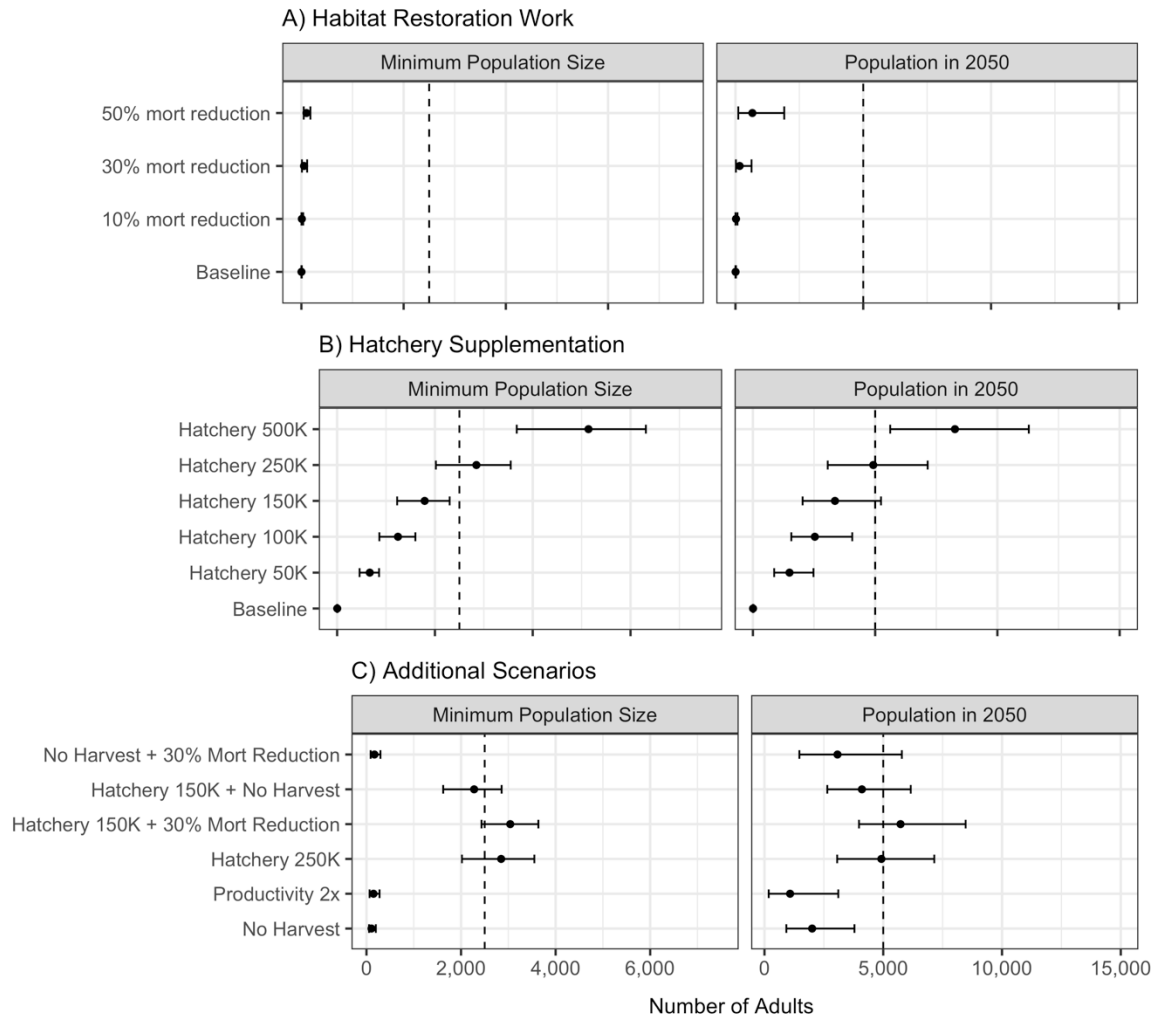 A) Habitat Restoration Work
Minimum Population Size
Population in 2050
50% mort reduction
30% mort reduction
10% mort reduction
Baseline
B) Hatchery Supplementation
Minimum Population Size
Population in 2050
Hatchery 500K
Hatchery 250K
Hatchery 150K
Hatchery 100K
Hatchery 50K
Baseline
C) Additional Scenarios
Minimum Population Size
Population in 2050
No Harvest + 30% Mort Reduction
Hatchery 150K + No Harvest
Hatchery 150K + 30% Mort Reduction
Hatchery 250K
Productivity 2x
No Harvest
0 2,000 4,000 6,000
0 5,000 10,000 15,000
Number of Adults